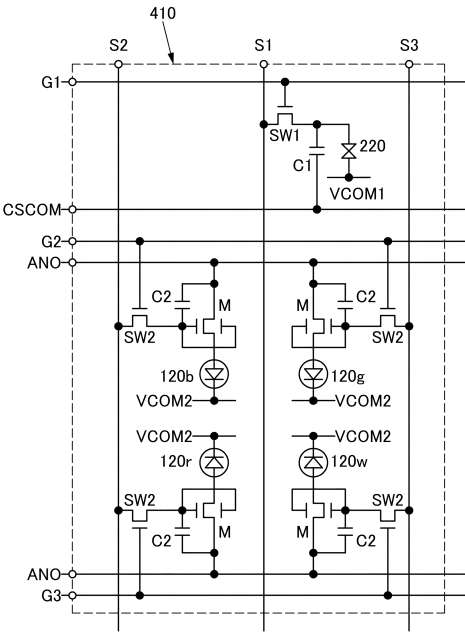 410
S2 S1 S3
G1
SW1
C1
220
VCOM1
CSCOM
G2
ANO
C2 M M C2
SW2 SW2
120b 120g
VCOM2 VCOM2
VCOM2 VCOM2
120r 120w
SW2 SW2
C2 M M C2
ANO
G3